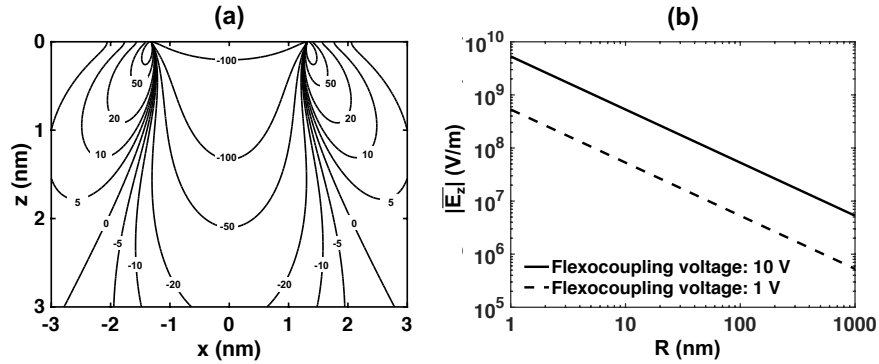 (a)
0
1
2
3
z (nm)
-3 -2 -1 0 1 2 3
x (nm)
-100
-100
-50
-20
50
20
10
5
0
-5
-10
50
20
10
5
0
-5
-10
-20
(b)
10^10
10^9
10^8
10^7
10^6
10^5
|E̅z| (V/m)
Flexocoupling voltage: 10 V
Flexocoupling voltage: 1 V
1 10 100 1000
R (nm)